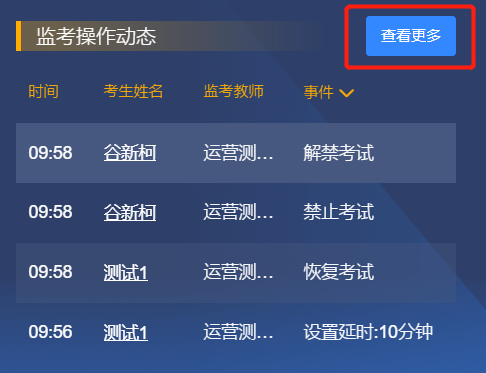 监考操作动态 查看更多
时间 考生姓名 监考教师 事件
09:58 谷新柯 运营测... 解禁考试
09:58 谷新柯 运营测... 禁止考试
09:58 测试1 运营测... 恢复考试
09:56 测试1 运营测... 设置延时:10分钟